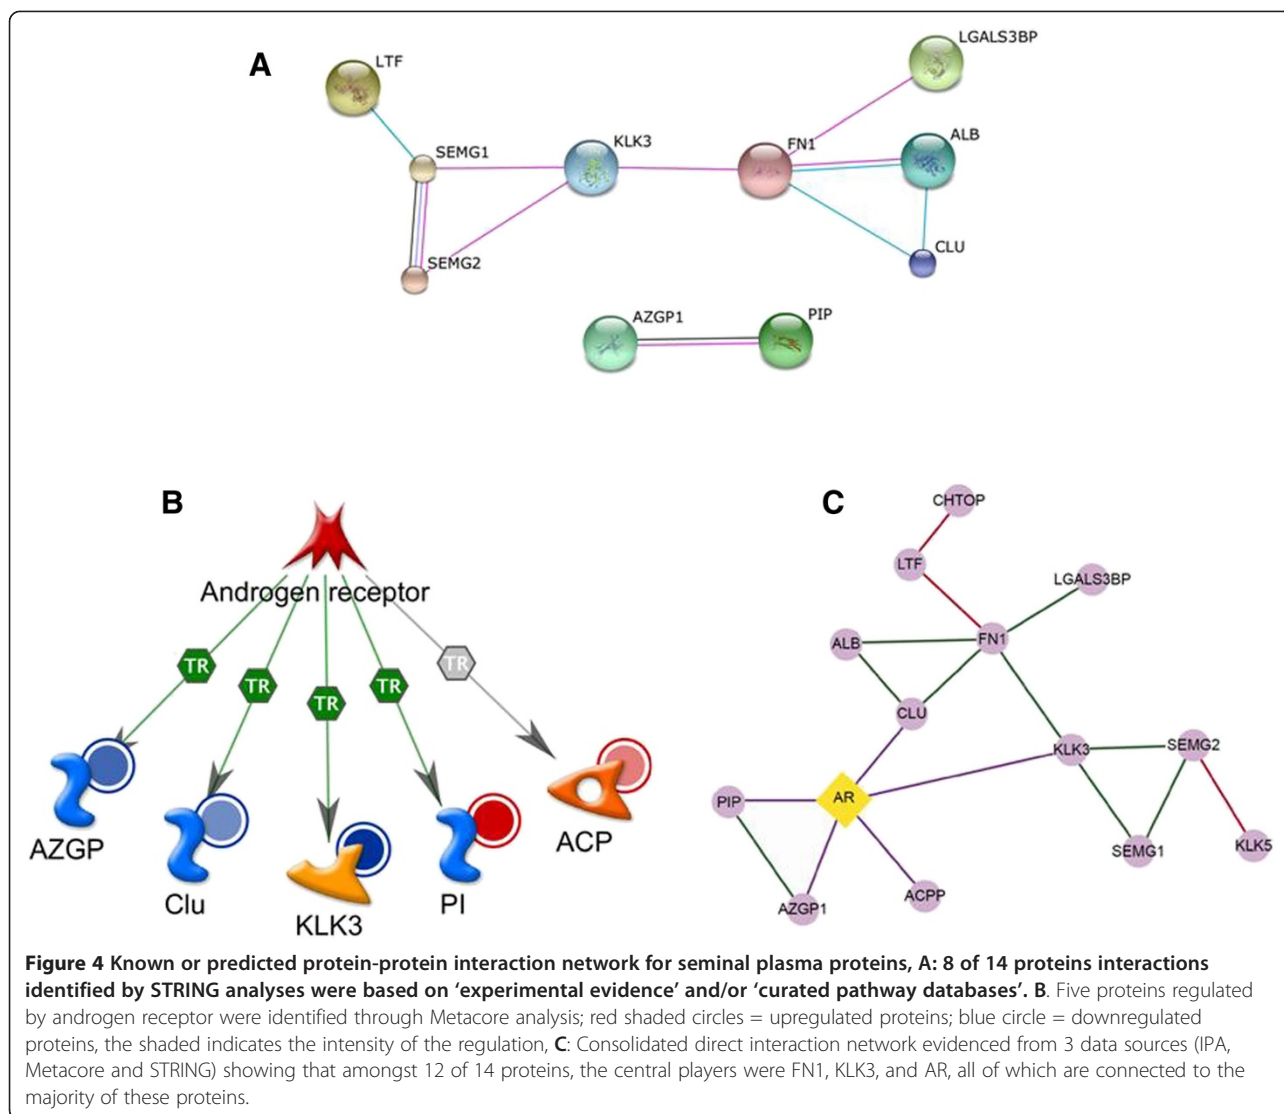 A
LTF
LGALS3BP
SEMG1
KLK3
FN1
ALB
SEMG2
CLU
AZGP1
PIP
B
Androgen receptor
TR
TR
TR
TR
TR
AZGP
Clu
KLK3
PI
ACP
C
CHTOP
LTF
LGALS3BP
ALB
FN1
CLU
KLK3
SEMG2
PIP
AR
SEMG1
KLK5
AZGP1
ACPP
Figure 4 Known or predicted protein-protein interaction network for seminal plasma proteins, A: 8 of 14 proteins interactions
identified by STRING analyses were based on ‘experimental evidence’ and/or ‘curated pathway databases’. B. Five proteins regulated
by androgen receptor were identified through Metacore analysis; red shaded circles = upregulated proteins; blue circle = downregulated
proteins, the shaded indicates the intensity of the regulation, C: Consolidated direct interaction network evidenced from 3 data sources (IPA,
Metacore and STRING) showing that amongst 12 of 14 proteins, the central players were FN1, KLK3, and AR, all of which are connected to the
majority of these proteins.